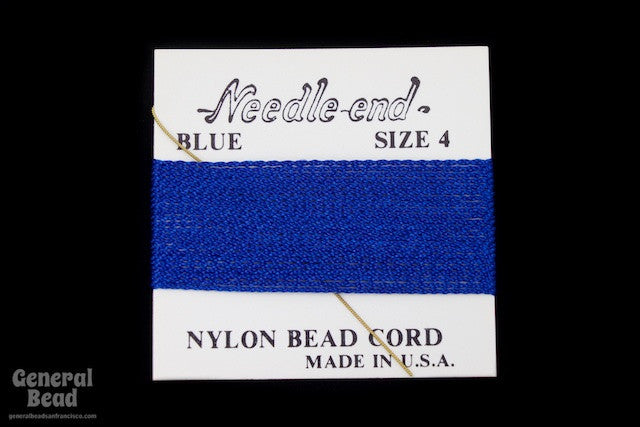 Needle-end
BLUE SIZE 4
NYLON BEAD CORD
MADE IN U.S.A.
General
Bead
generalbeadsanfrancisco.com